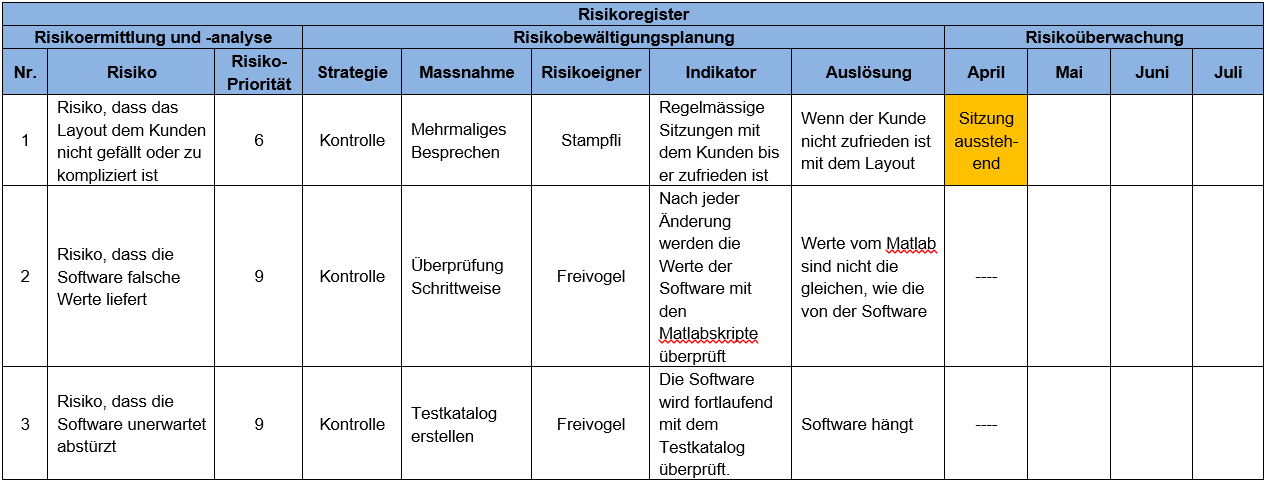 Risikoregister
Risikoermittlung und -analyse
Risikobewältigungsplanung
Risikoüberwachung
Nr.
Risiko
Risiko-
Priorität
Strategie
Massnahme
Risikoeigner
Indikator
Auslösung
April
Mai
Juni
Juli
1
Risiko, dass das
Layout dem Kunden
nicht gefällt oder zu
kompliziert ist
6
Kontrolle
Mehrmaliges
Besprechen
Stampfli
Regelmässige
Sitzungen mit
dem Kunden bis
er zufrieden ist
Wenn der Kunde
nicht zufrieden ist
mit dem Layout
Sitzung
aussteh-
end
2
Risiko, dass die
Software falsche
Werte liefert
9
Kontrolle
Überprüfung
Schrittweise
Freivogel
Nach jeder
Änderung
werden die
Werte der
Software mit
den
Matlabskripte
überprüft
Werte vom Matlab
sind nicht die
gleichen, wie die
von der Software
----
3
Risiko, dass die
Software unerwartet
abstürzt
9
Kontrolle
Testkatalog
erstellen
Freivogel
Die Software
wird fortlaufend
mit dem
Testkatalog
überprüft.
Software hängt
----